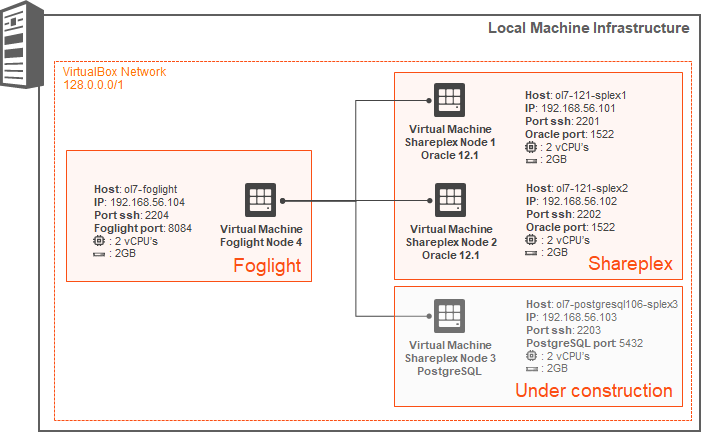 Local Machine Infrastructure
VirtualBox Network
128.0.0.0/1
Host: ol7-foglight
IP: 192.168.56.104
Port ssh: 2204
Foglight port: 8084
: 2 vCPU's
: 2GB
Virtual Machine
Foglight Node 4
Foglight
Virtual Machine
Shareplex Node 1
Oracle 12.1
Host: ol7-121-splex1
IP: 192.168.56.101
Port ssh: 2201
Oracle port: 1522
: 2 vCPU's
: 2GB
Virtual Machine
Shareplex Node 2
Oracle 12.1
Host: ol7-121-splex2
IP: 192.168.56.102
Port ssh: 2202
Oracle port: 1522
: 2 vCPU's
: 2GB
Shareplex
Virtual Machine
Shareplex Node 3
PostgreSQL
Host: ol7-postgresql106-splex3
IP: 192.168.56.103
Port ssh: 2203
PostgreSQL port: 5432
: 2 vCPU's
: 2GB
Under construction